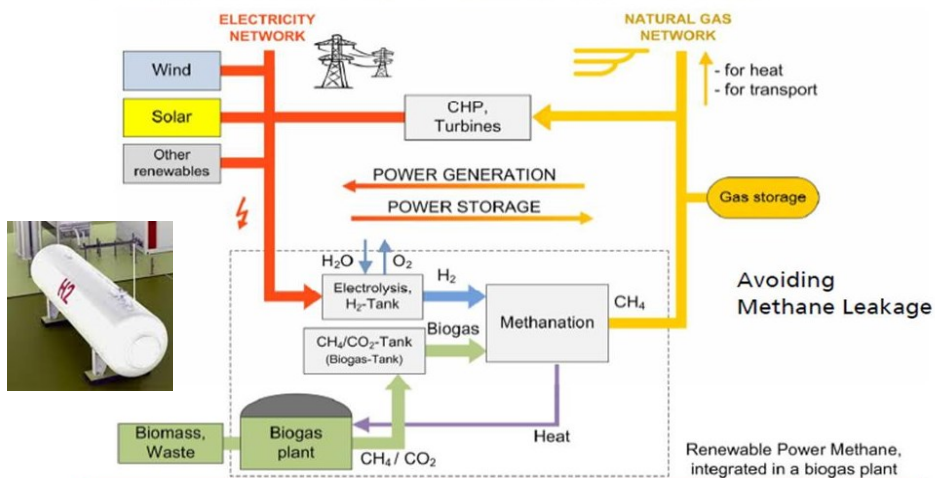 ELECTRICITY
NETWORK
NATURAL GAS
NETWORK
Wind
- for heat
- for transport
Solar
CHP,
Turbines
Other
renewables
POWER GENERATION
POWER STORAGE
Gas storage
H2
H₂O
O₂
Electrolysis,
H₂-Tank
H₂
Avoiding
Methane Leakage
Methanation
CH₄
Biogas
CH₄/CO₂-Tank
(Biogas-Tank)
Biomass,
Waste
Biogas
plant
Heat
CH₄ / CO₂
Renewable Power Methane,
integrated in a biogas plant